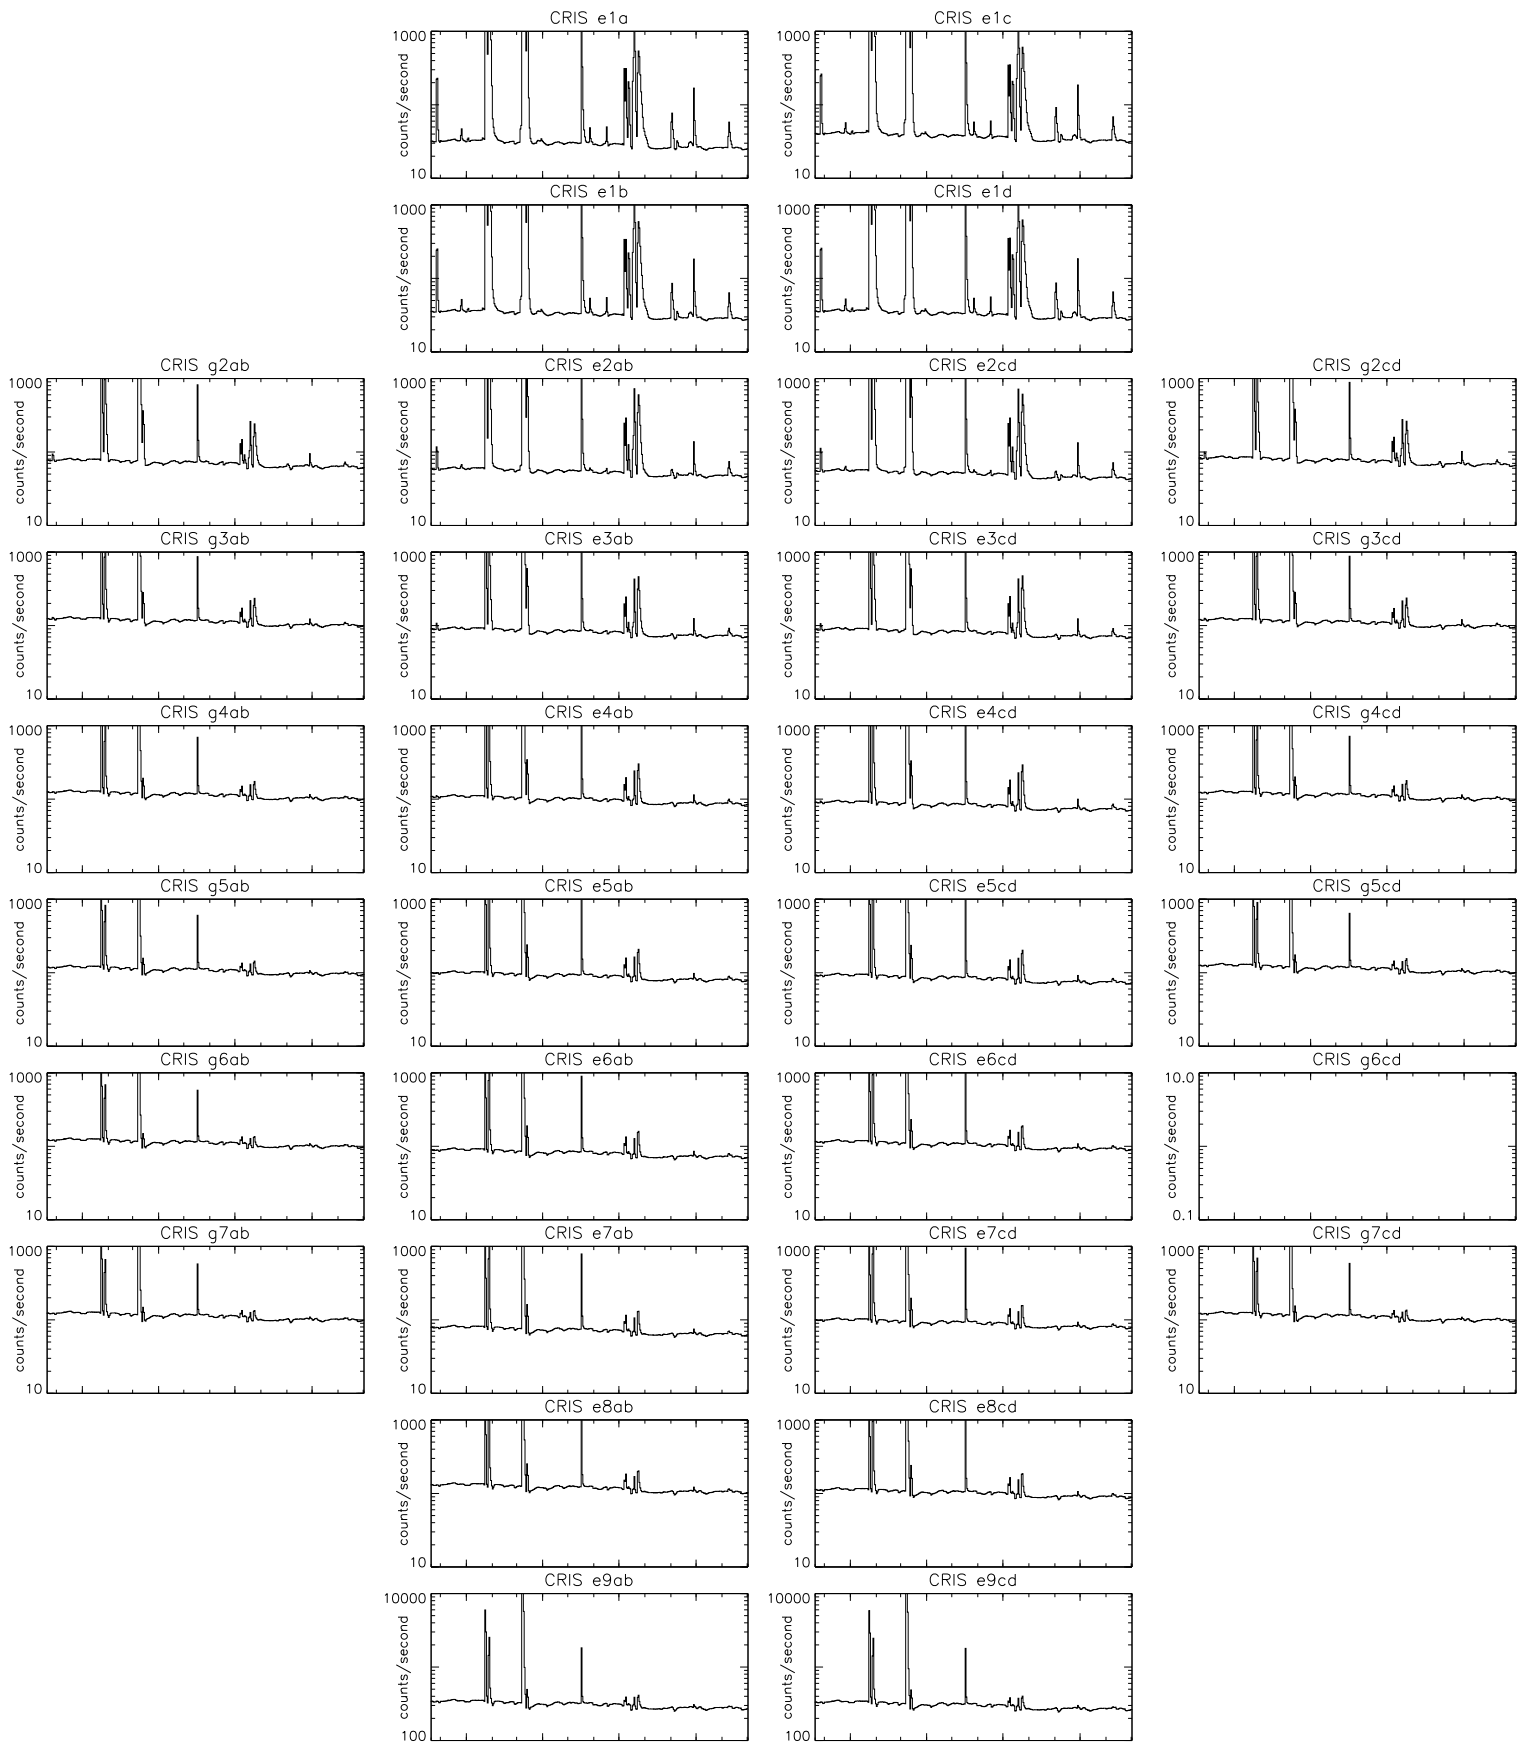 CRIS e1a
1000
counts/second
10
CRIS e1c
1000
counts/second
10
CRIS e1b
1000
counts/second
10
CRIS e1d
1000
counts/second
10
CRIS g2ab
1000
counts/second
10
CRIS e2ab
1000
counts/second
10
CRIS e2cd
1000
counts/second
10
CRIS g2cd
1000
counts/second
10
CRIS g3ab
1000
counts/second
10
CRIS e3ab
1000
counts/second
10
CRIS e3cd
1000
counts/second
10
CRIS g3cd
1000
counts/second
10
CRIS g4ab
1000
counts/second
10
CRIS e4ab
1000
counts/second
10
CRIS e4cd
1000
counts/second
10
CRIS g4cd
1000
counts/second
10
CRIS g5ab
1000
counts/second
10
CRIS e5ab
1000
counts/second
10
CRIS e5cd
1000
counts/second
10
CRIS g5cd
1000
counts/second
10
CRIS g6ab
1000
counts/second
10
CRIS e6ab
1000
counts/second
10
CRIS e6cd
1000
counts/second
10
CRIS g6cd
10.0
counts/second
0.1
CRIS g7ab
1000
counts/second
10
CRIS e7ab
1000
counts/second
10
CRIS e7cd
1000
counts/second
10
CRIS g7cd
1000
counts/second
10
CRIS e8ab
1000
counts/second
10
CRIS e8cd
1000
counts/second
10
CRIS e9ab
10000
counts/second
100
CRIS e9cd
10000
counts/second
100